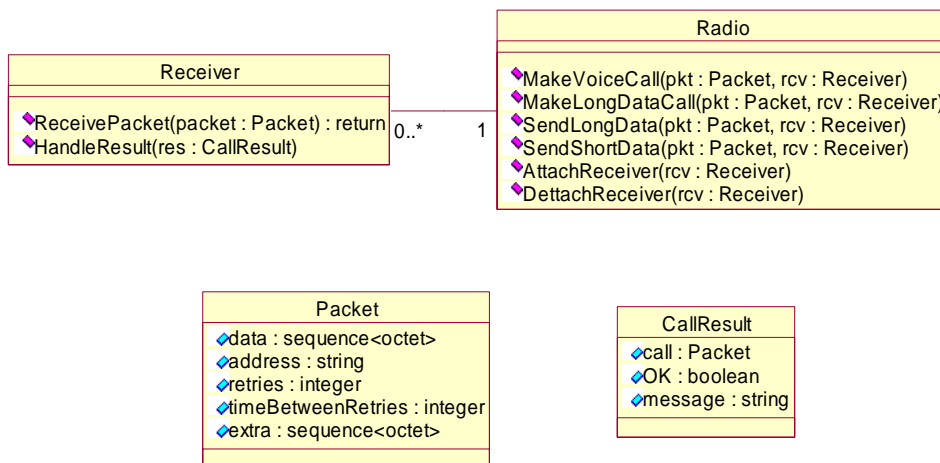 Radio
MakeVoiceCall(pkt : Packet, rcv : Receiver)
MakeLongDataCall(pkt : Packet, rcv : Receiver)
SendLongData(pkt : Packet, rcv : Receiver)
SendShortData(pkt : Packet, rcv : Receiver)
AttachReceiver(rcv : Receiver)
DettachReceiver(rcv : Receiver)
Receiver
ReceivePacket(packet : Packet) : return
HandleResult(res : CallResult)
0..*
1
Packet
data : sequence<octet>
address : string
retries : integer
timeBetweenRetries : integer
extra : sequence<octet>
CallResult
call : Packet
OK : boolean
message : string